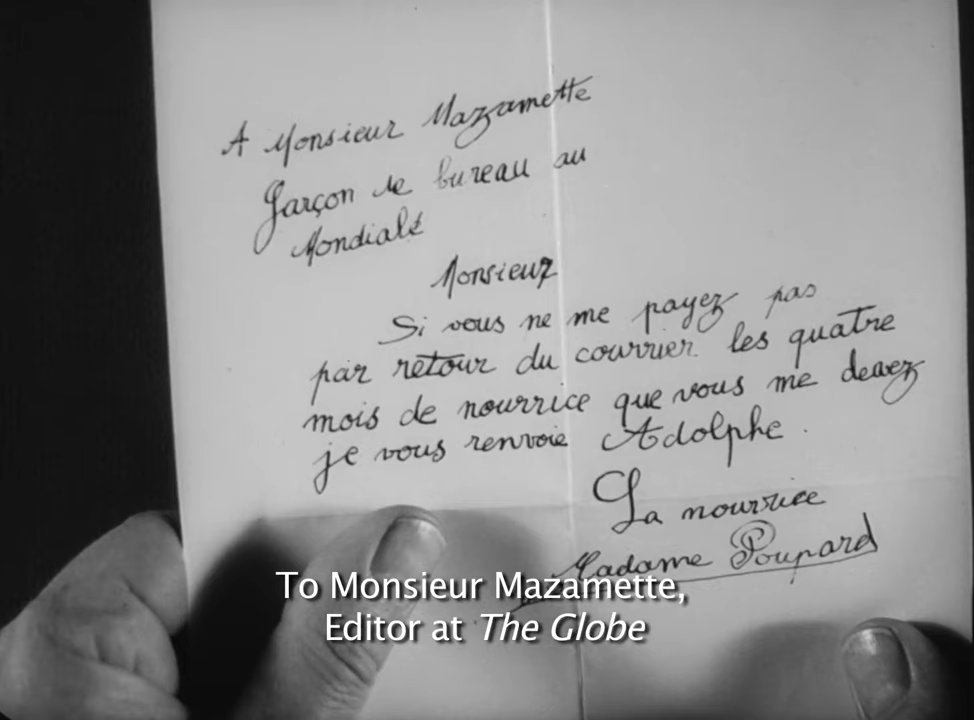 A Monsieur Mazamette
Garçon de bureau au
Mondial
Monsieur
Si vous ne me payez pas
par retour du courrier les quatre
mois de nourrice que vous me devez
je vous renvoie Adolphe.
La nourrice
Madame Poupard
To Monsieur Mazamette,
Editor at The Globe